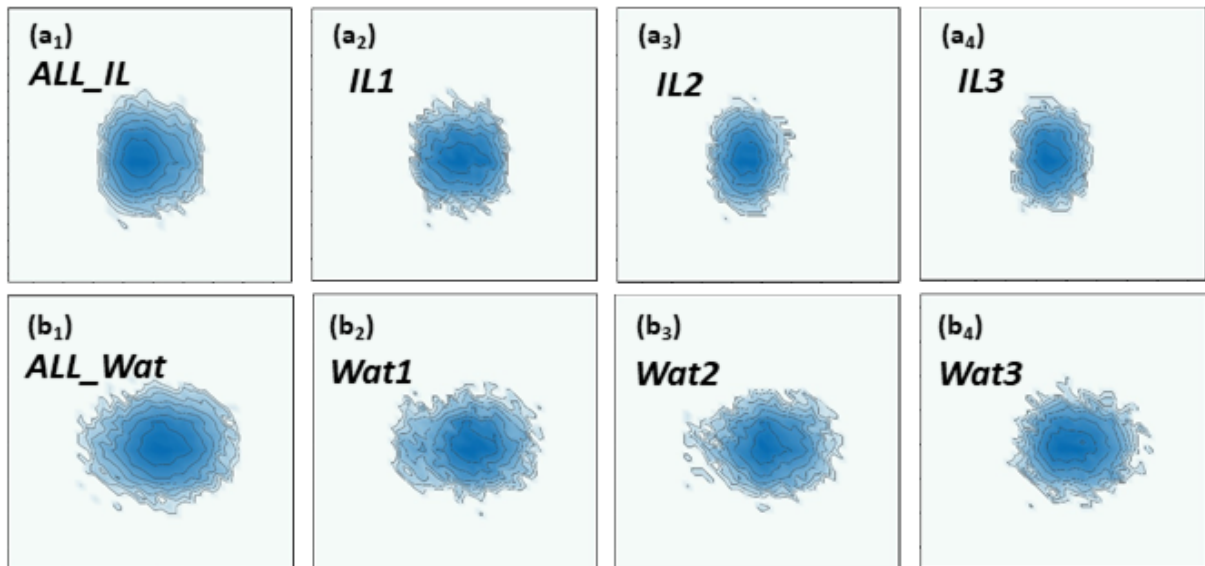 (a₁)
ALL_IL
(a₂)
IL1
(a₃)
IL2
(a₄)
IL3
(b₁)
ALL_Wat
(b₂)
Wat1
(b₃)
Wat2
(b₄)
Wat3